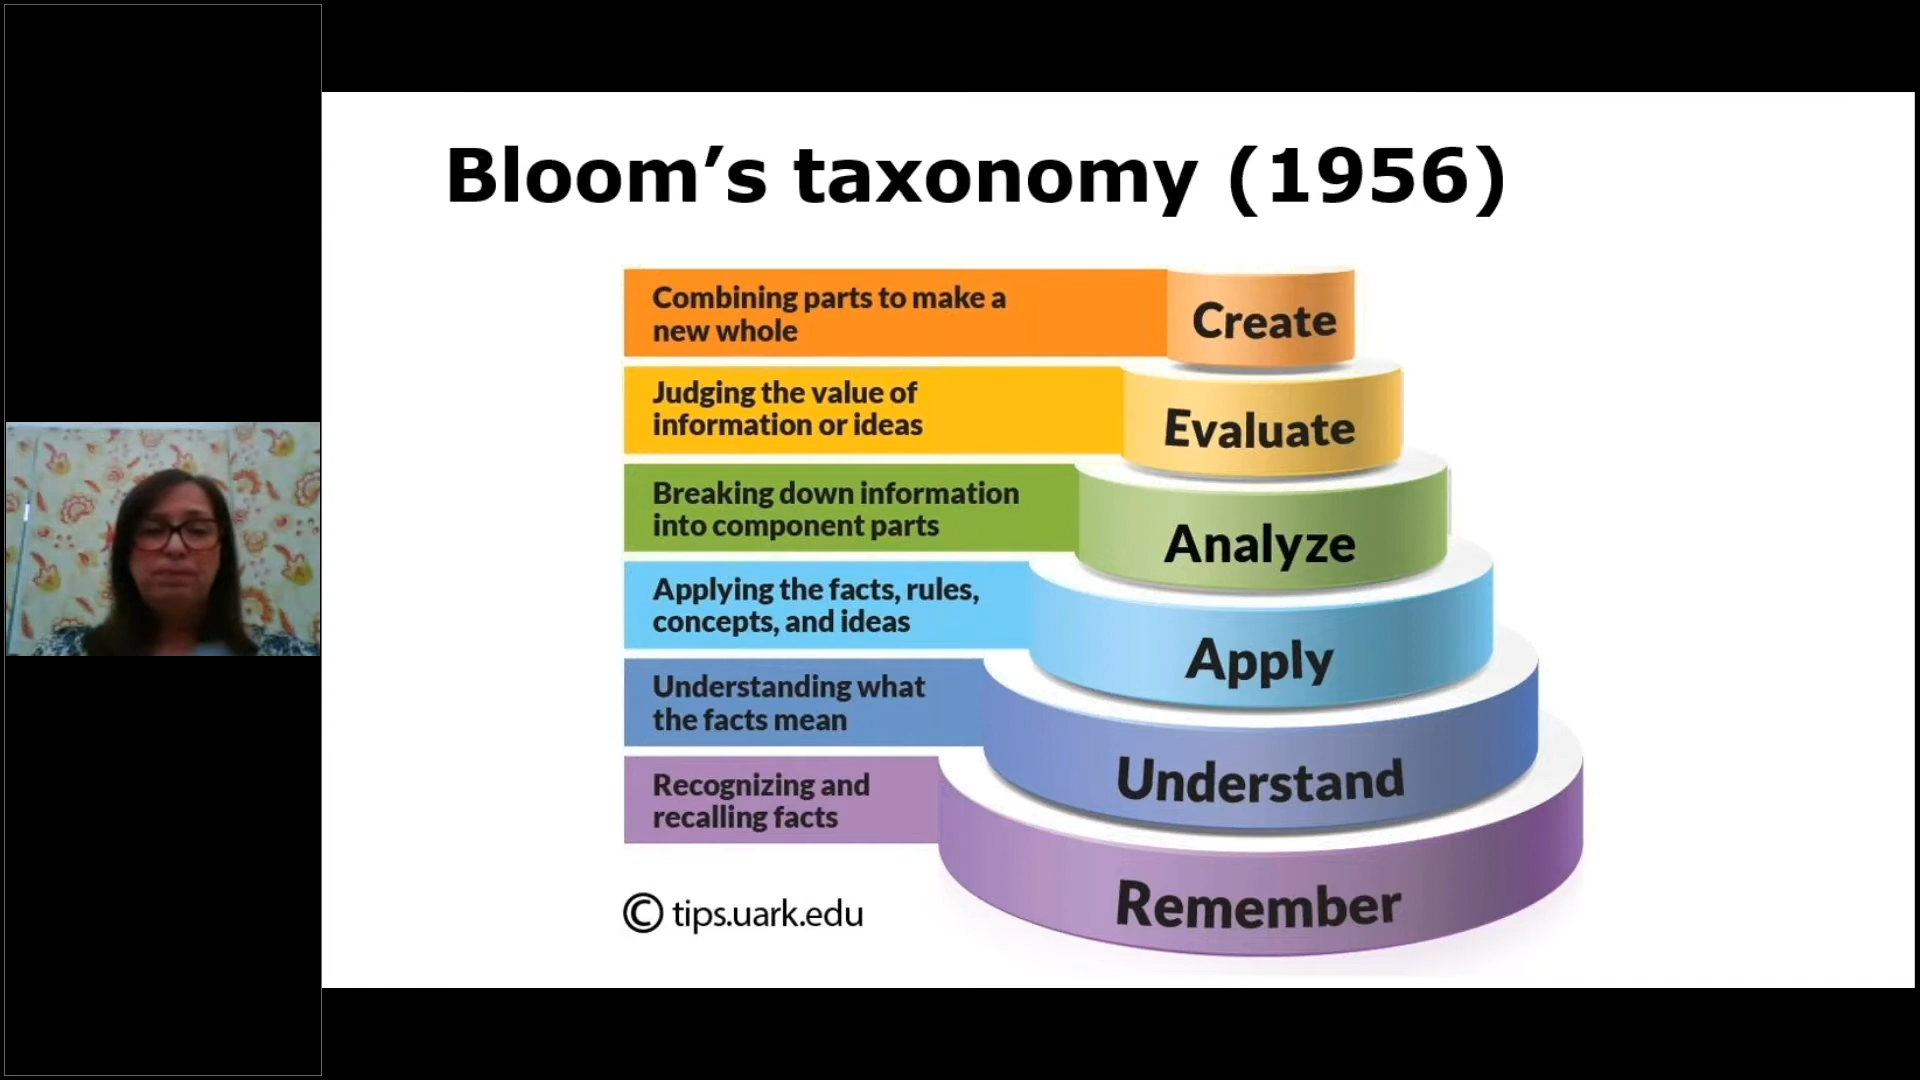 Bloom’s taxonomy (1956)
Combining parts to make a
new whole
Create
Judging the value of
information or ideas
Evaluate
Breaking down information
into component parts
Analyze
Applying the facts, rules,
concepts, and ideas
Apply
Understanding what
the facts mean
Understand
Recognizing and
recalling facts
Remember
© tips.uark.edu